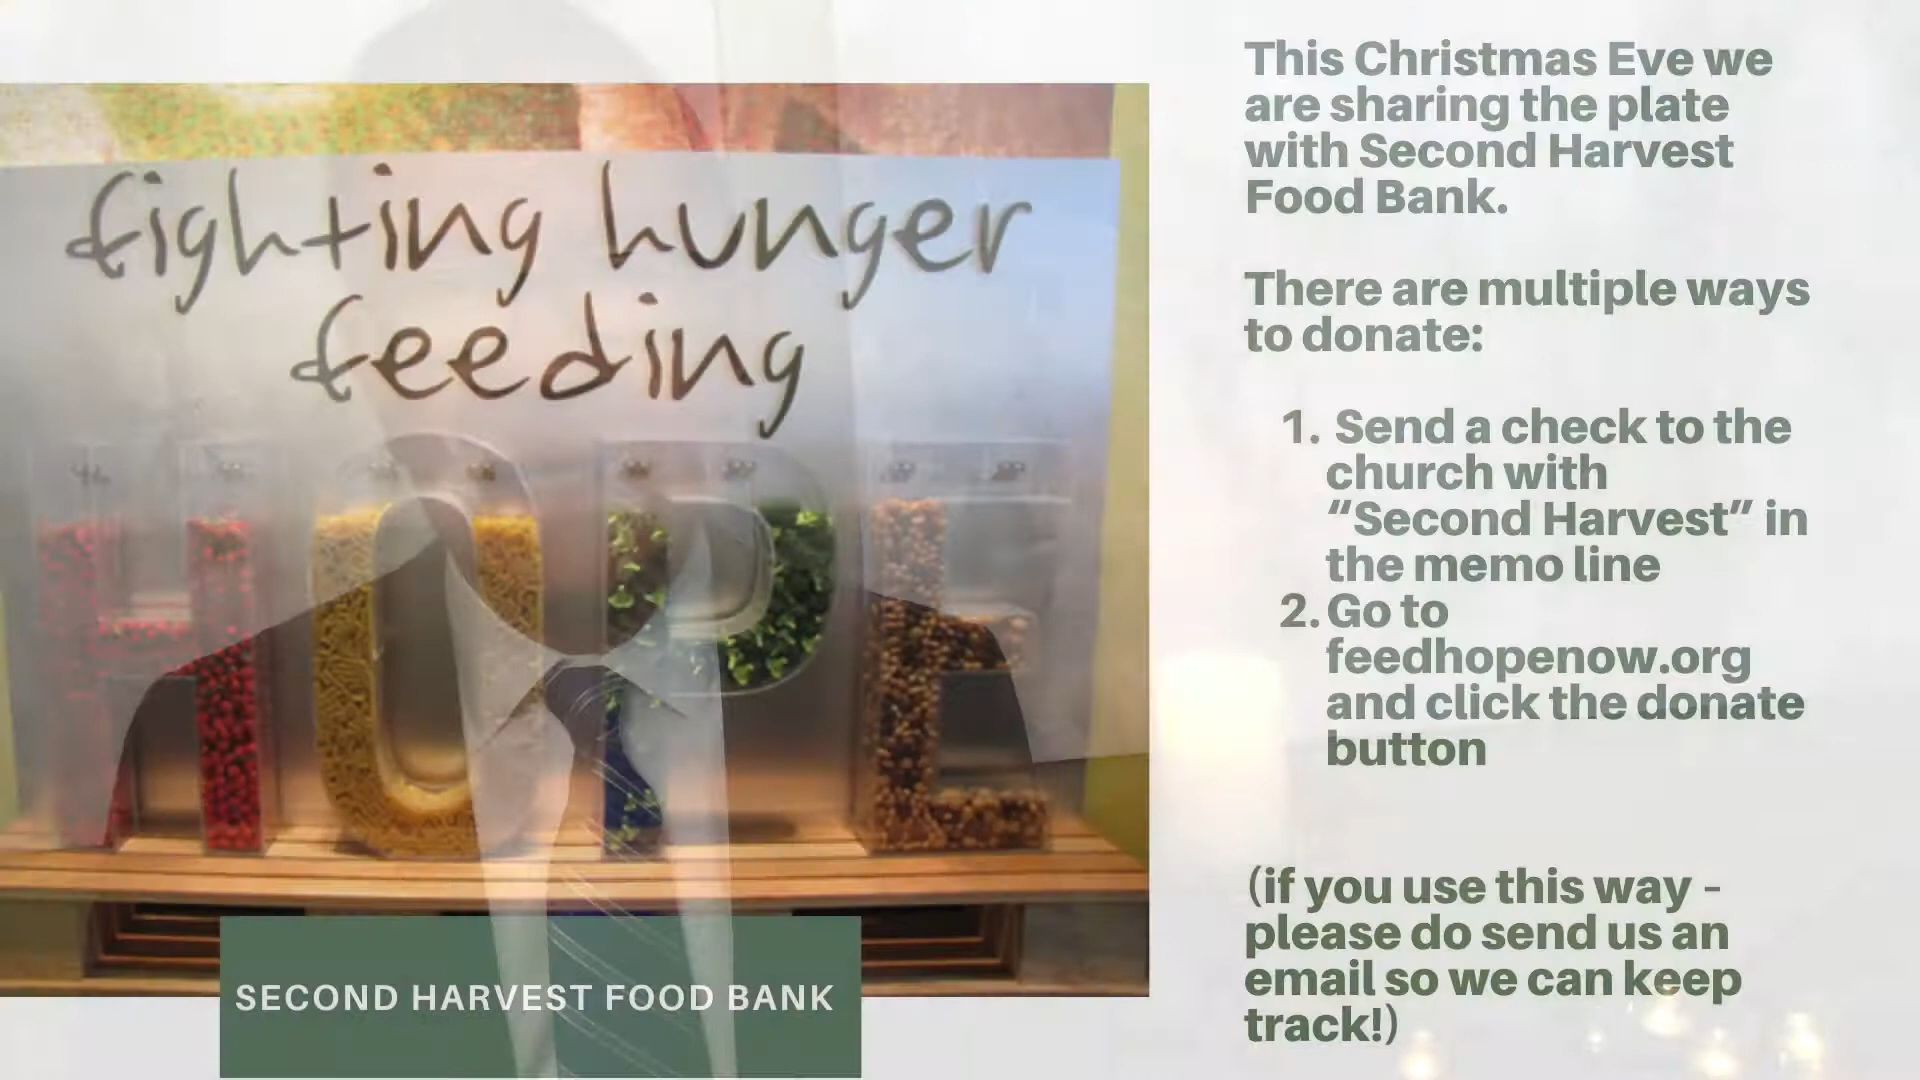 fighting hunger
feeding
HOPE
SECOND HARVEST FOOD BANK
This Christmas Eve we
are sharing the plate
with Second Harvest
Food Bank.
There are multiple ways
to donate:
1. Send a check to the
church with
“Second Harvest” in
the memo line
2. Go to
feedhopenow.org
and click the donate
button
(if you use this way –
please do send us an
email so we can keep
track!)